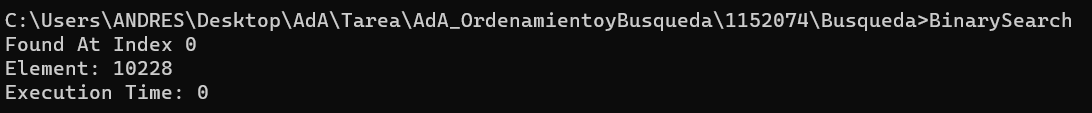 C:\Users\ANDRES\Desktop\AdA\Tarea\AdA_OrdenamientoyBusqueda\1152074\Busqueda>BinarySearch
Found At Index 0
Element: 10228
Execution Time: 0